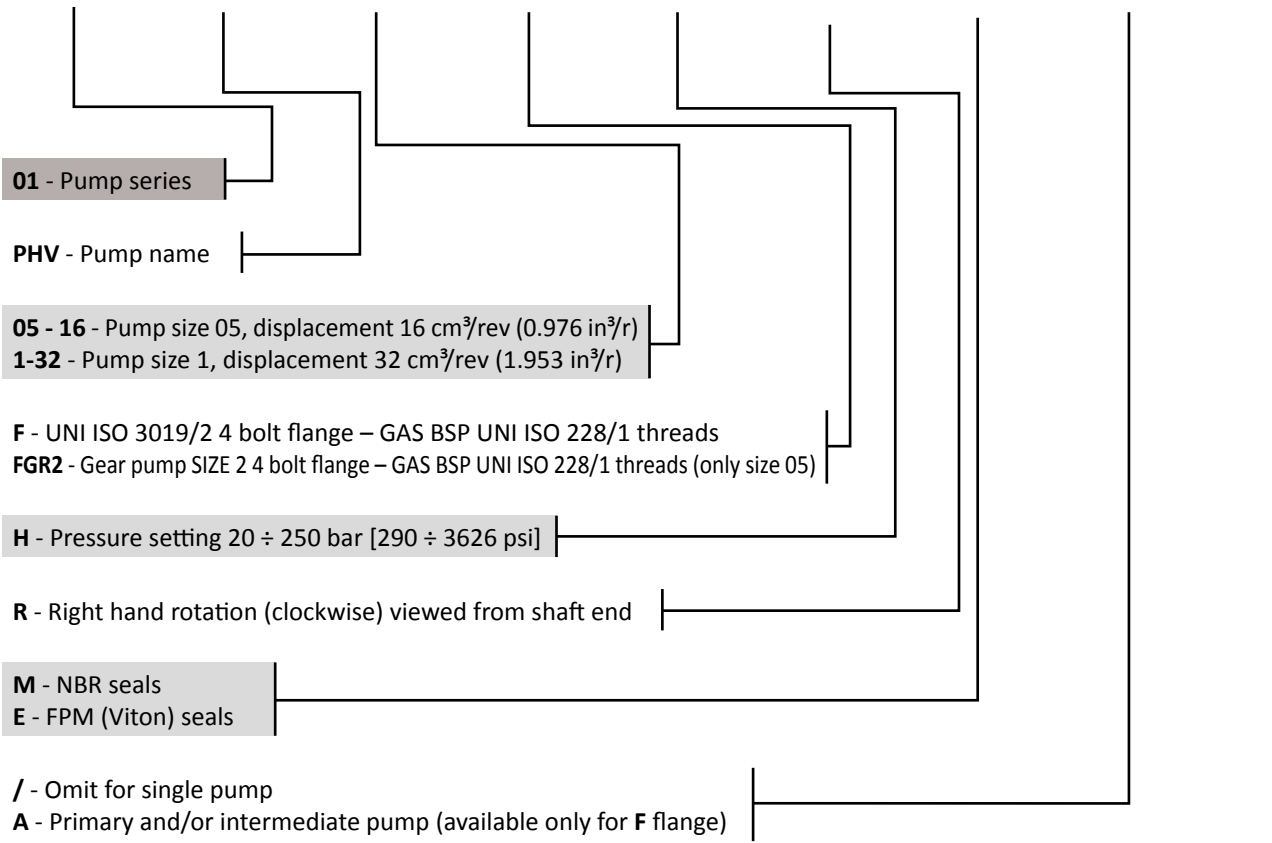 01 - Pump series
PHV - Pump name
05 - 16 - Pump size 05, displacement 16 cm³/rev (0.976 in³/r)
1-32 - Pump size 1, displacement 32 cm³/rev (1.953 in³/r)
F - UNI ISO 3019/2 4 bolt flange – GAS BSP UNI ISO 228/1 threads
FGR2 - Gear pump SIZE 2 4 bolt flange – GAS BSP UNI ISO 228/1 threads (only size 05)
H - Pressure setting 20 ÷ 250 bar [290 ÷ 3626 psi]
R - Right hand rotation (clockwise) viewed from shaft end
M - NBR seals
E - FPM (Viton) seals
/ - Omit for single pump
A - Primary and/or intermediate pump (available only for F flange)